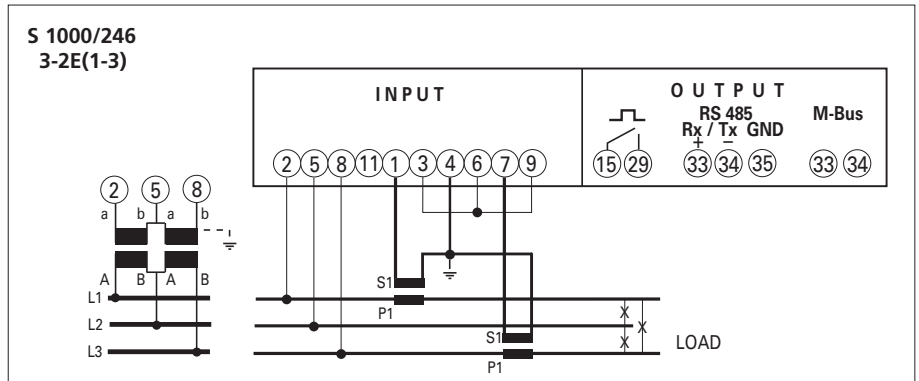 S 1000/246
3-2E(1-3)
INPUT
OUTPUT
RS 485
M-Bus
Rx / Tx GND
+ −
2 5 8 11 1 3 4 6 7 9
15 29 33 34 35 33 34
2 5 8
a b a b
A B A B
S1
P1
L1
L2
L3
S1
P1
X
X
X
LOAD